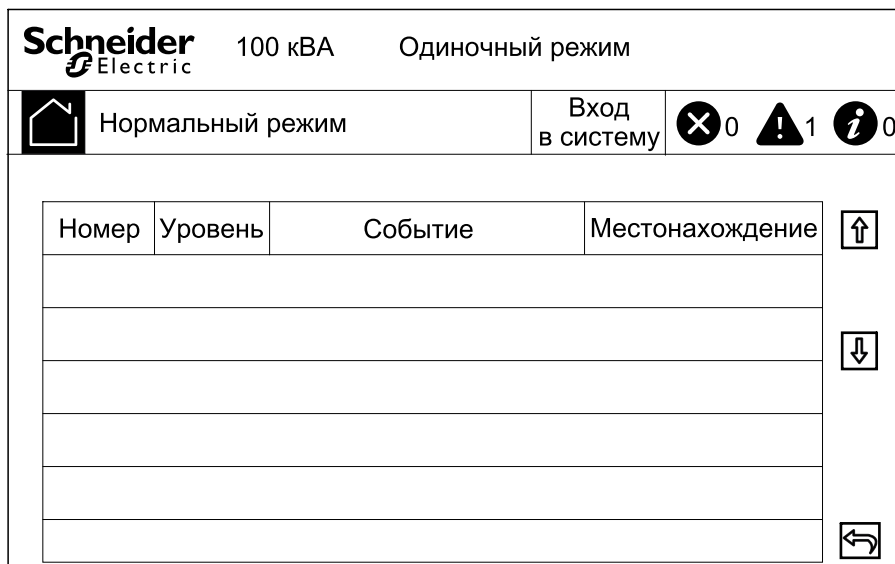 Schneider Electric 100 кВА Одиночный режим
Нормальный режим Вход в систему 0 1 0
Номер Уровень Событие Местонахождение